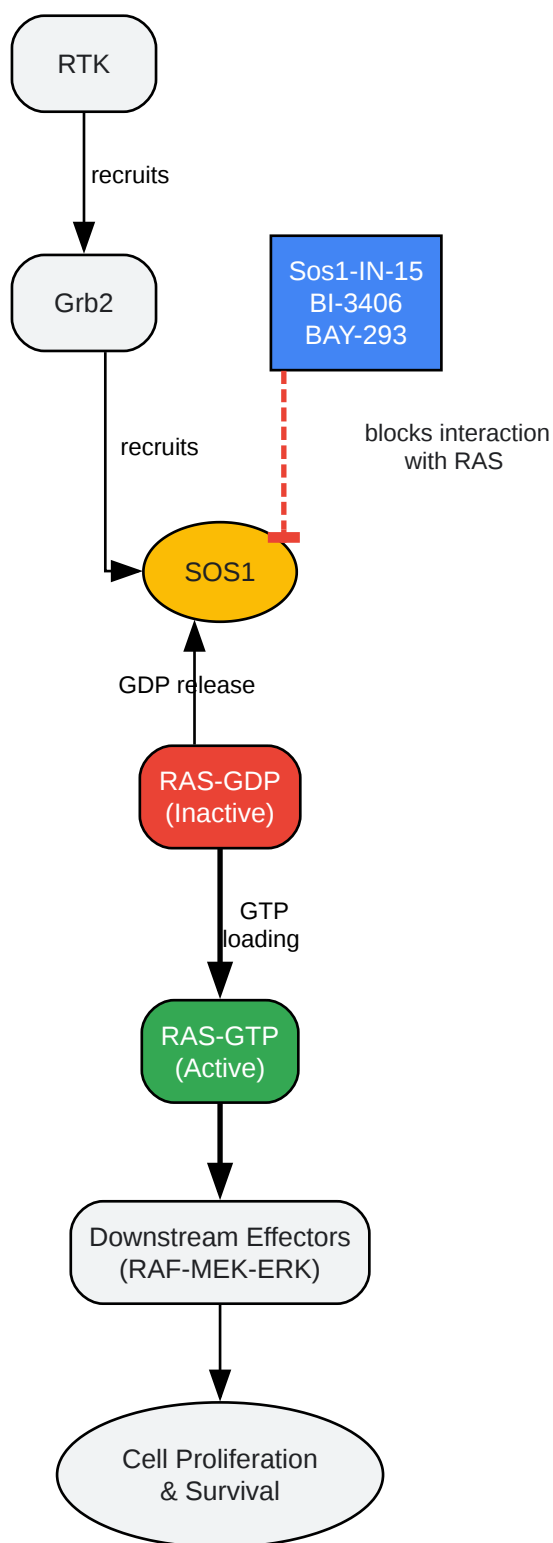 RTK
recruits
Grb2
Sos1-IN-15
BI-3406
BAY-293
recruits
blocks interaction
with RAS
SOS1
GDP release
RAS-GDP
(Inactive)
GTP
loading
RAS-GTP
(Active)
Downstream Effectors
(RAF-MEK-ERK)
Cell Proliferation
& Survival